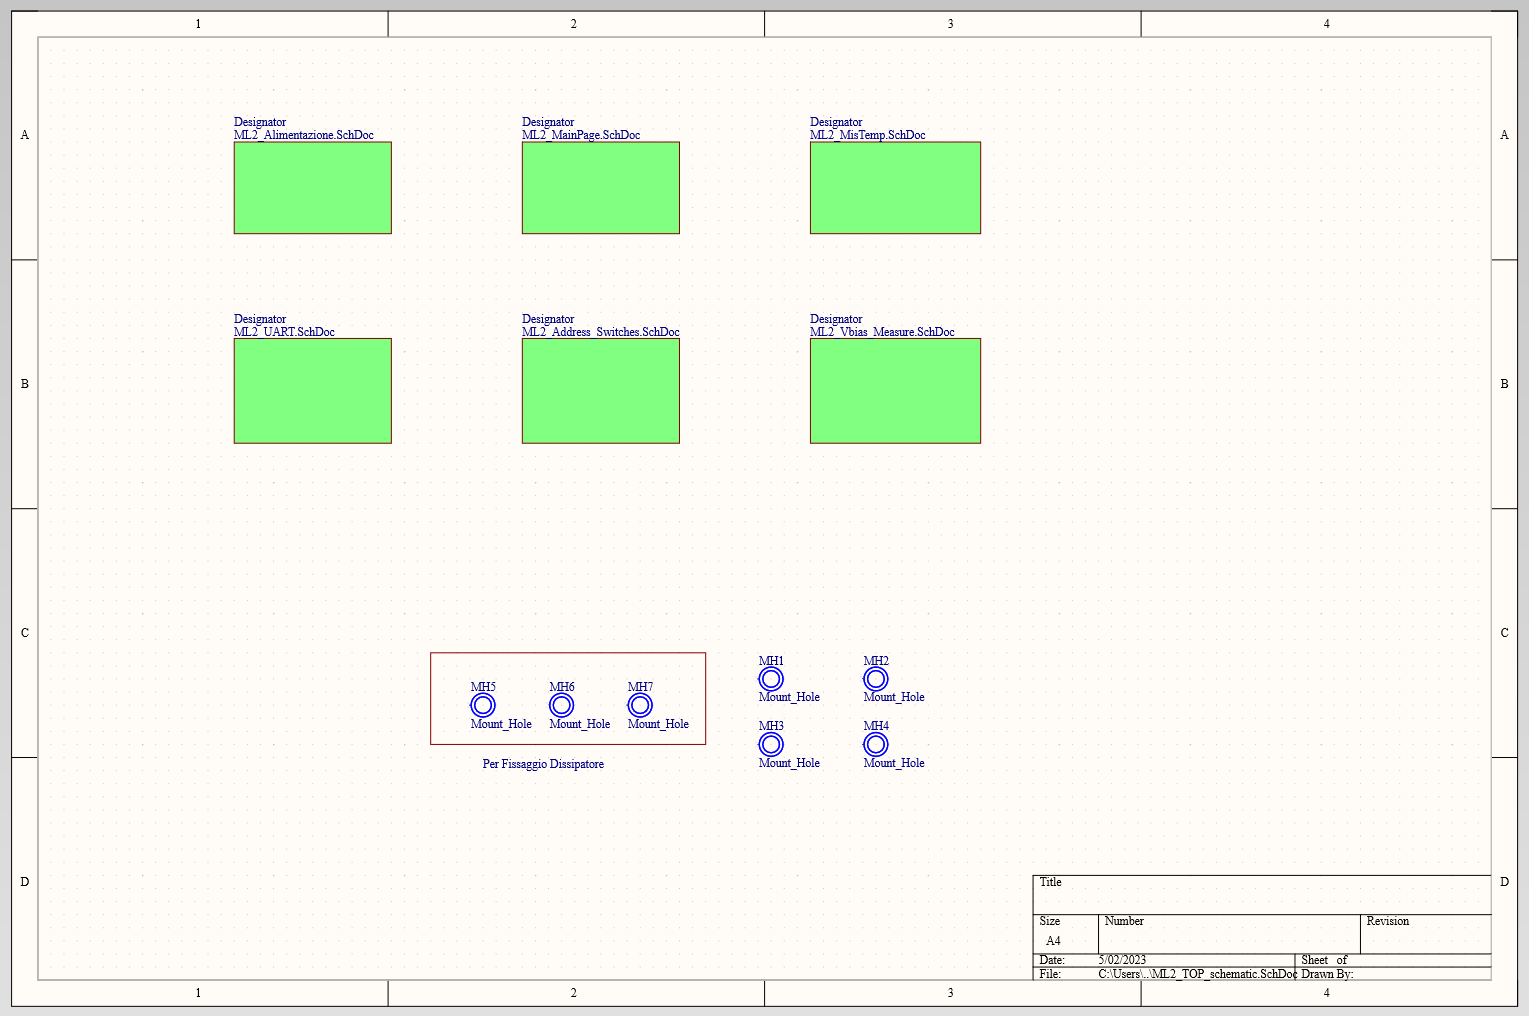 1 2 3 4
A A
Designator Designator Designator
ML2_Alimentazione.SchDoc ML2_MainPage.SchDoc ML2_MisTemp.SchDoc
Designator Designator Designator
ML2_UART.SchDoc ML2_Address_Switches.SchDoc ML2_Vbias_Measure.SchDoc
B B
C C
MH1 MH2
MH5 MH6 MH7
Mount_Hole Mount_Hole
Mount_Hole Mount_Hole Mount_Hole
MH3 MH4
Per Fissaggio Dissipatore
Mount_Hole Mount_Hole
D D
Title
Size Number Revision
A4
Date: 5/02/2023 Sheet of
File: C:\Users\..\ML2_TOP_schematic.SchDoc Drawn By:
1 2 3 4